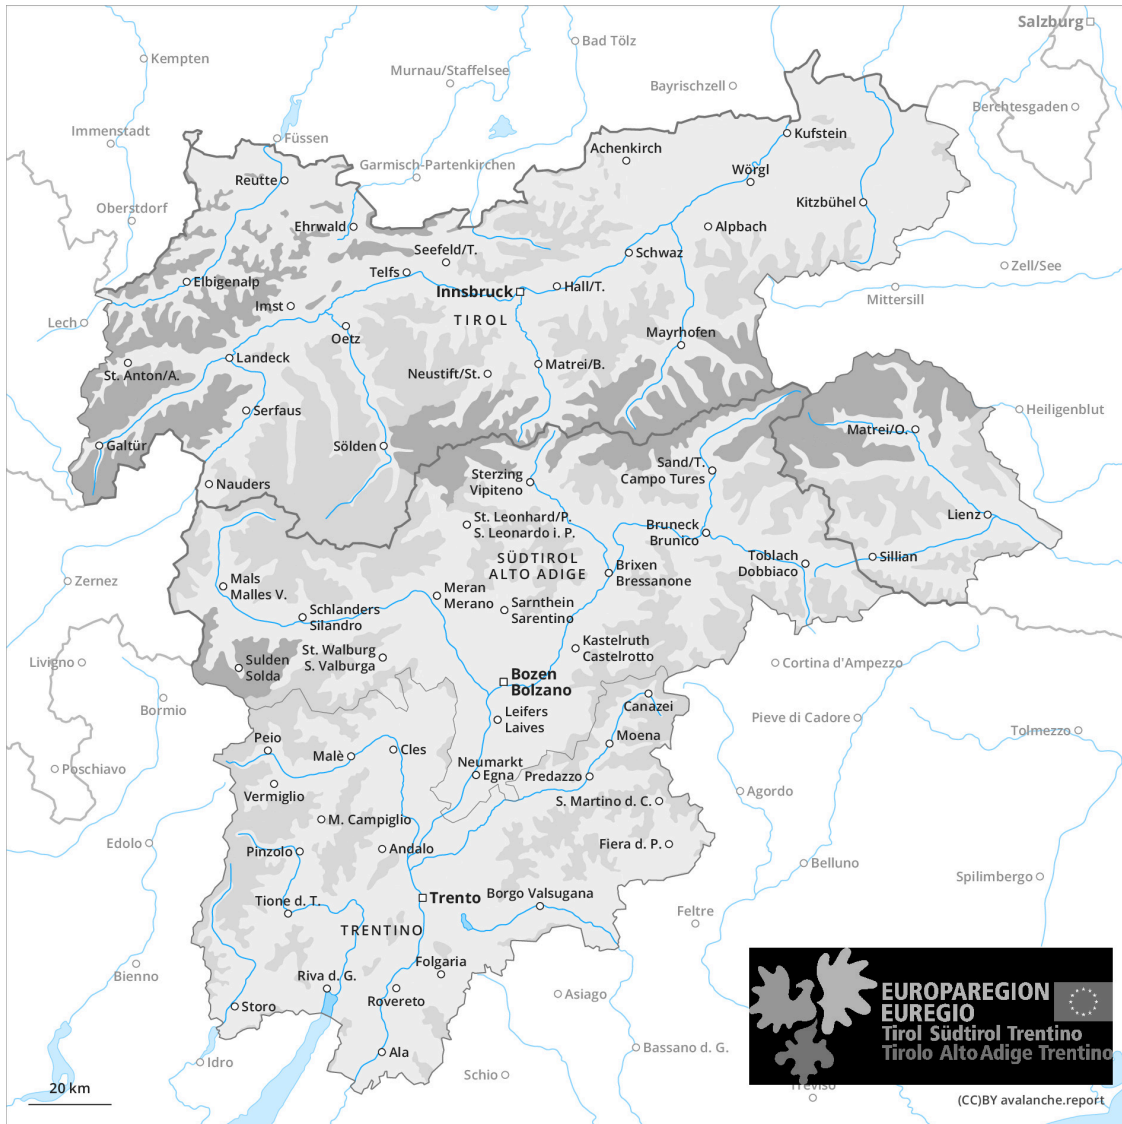 Salzburg
Bad Tölz
Kempten
Murnau/Staffelsee
Bayrischzell
Berchtesgaden
Immenstadt
Füssen
Kufstein
Achenkirch
Garmisch-Partenkirchen
Wörgl
Reutte
Oberstdorf
Kitzbühel
Ehrwald
Alpbach
Seefeld/T.
Schwaz
Telfs
Zell/See
Elbigenalp
Hall/T.
Innsbruck
Mittersill
Imst
Lech
TIROL
Oetz
Mayrhofen
Landeck
Matrei/B.
St. Anton/A.
Neustift/St.
Serfaus
Heiligenblut
Matrei/O.
Galtür
Sölden
Sand/T.
Campo Tures
Sterzing
Vipiteno
Nauders
Lienz
St. Leonhard/P.
S. Leonardo i. P.
Bruneck
Brunico
SÜDTIROL
ALTO ADIGE
Toblach
Dobbiaco
Sillian
Brixen
Bressanone
Zernez
Mals
Malles V.
Meran
Merano
Sarnthein
Sarentino
Schlanders
Silandro
Kastelruth
Castelrotto
St. Walburg
S. Valburga
Livigno
Sulden
Solda
Cortina d'Ampezzo
Bozen
Bolzano
Canazei
Bormio
Leifers
Laives
Pieve di Cadore
Tolmezzo
Peio
Moena
Cles
Malè
Neumarkt
Egna
Predazzo
Poschiavo
Vermiglio
Agordo
S. Martino d. C.
M. Campiglio
Edolo
Pinzolo
Andalo
Fiera d. P.
Belluno
Spilimbergo
Trento
Borgo Valsugana
Tione d. T.
Feltre
TRENTINO
Folgaria
Bienno
Riva d. G.
Rovereto
Asiago
Storo
EUROPAREGION
EUREGIO
Tirol Südtirol Trentino
Tirolo Alto Adige Trentino
Ala
Idro
Bassano d. G.
Schio
Treviso
20 km
(CC)BY avalanche.report